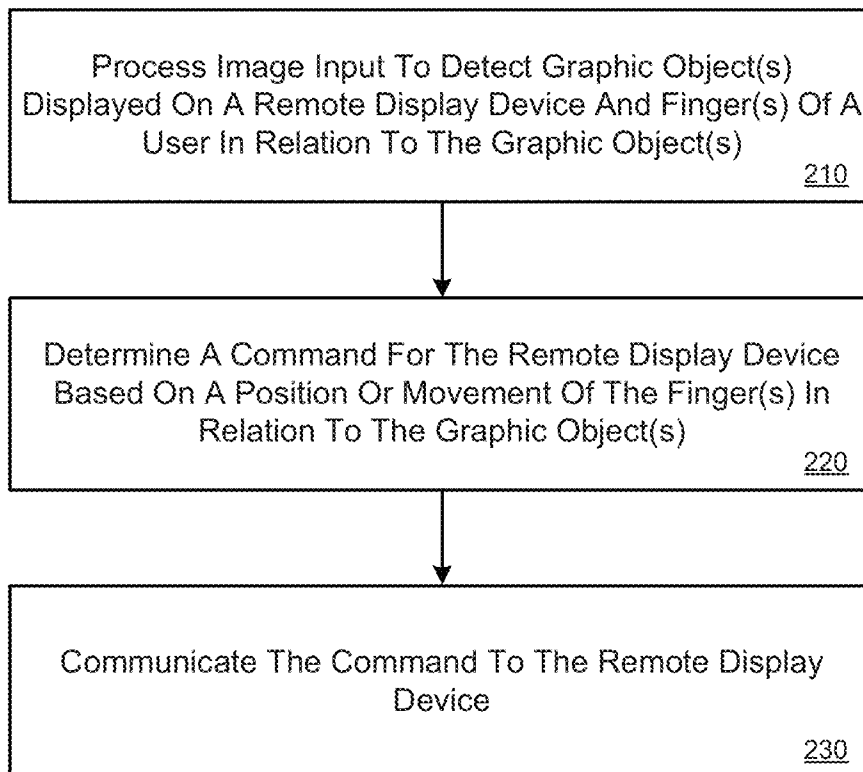 Process Image Input To Detect Graphic Object(s)
Displayed On A Remote Display Device And Finger(s) Of A
User In Relation To The Graphic Object(s)
210
Determine A Command For The Remote Display Device
Based On A Position Or Movement Of The Finger(s) In
Relation To The Graphic Object(s)
220
Communicate The Command To The Remote Display
Device
230